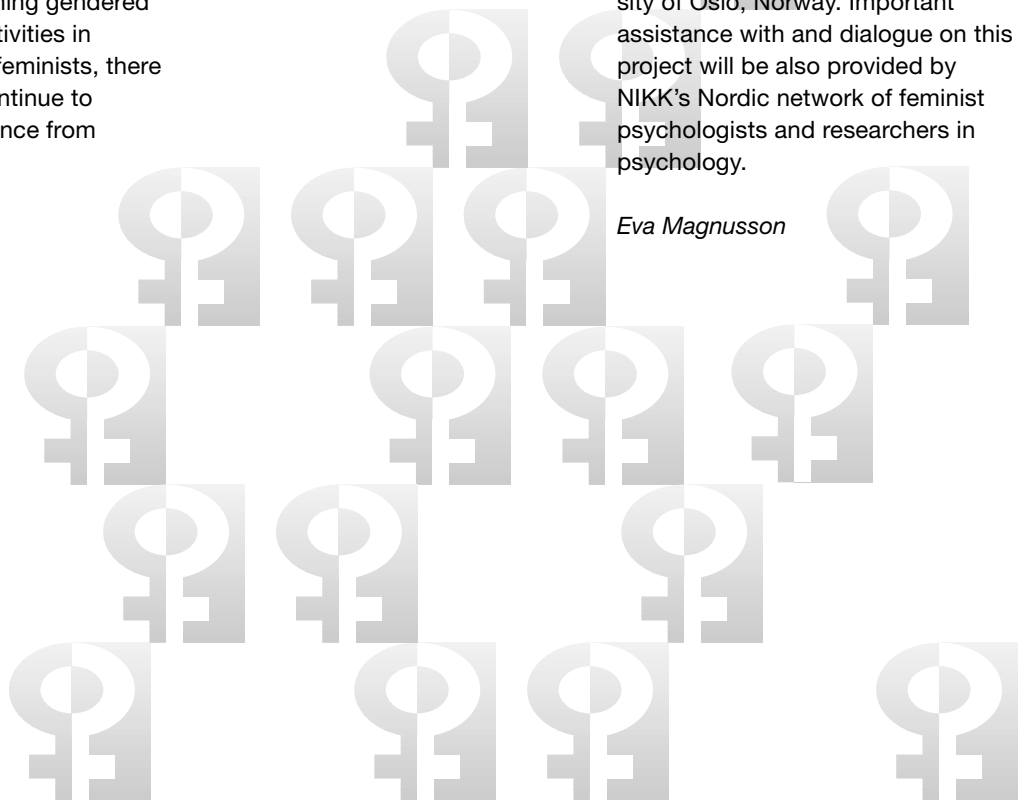 ning gendered
tivities in
feminists, there
ntinue to
nce from
sity of Oslo, Norway. Important
assistance with and dialogue on this
project will be also provided by
NIKK’s Nordic network of feminist
psychologists and researchers in
psychology.
Eva Magnusson